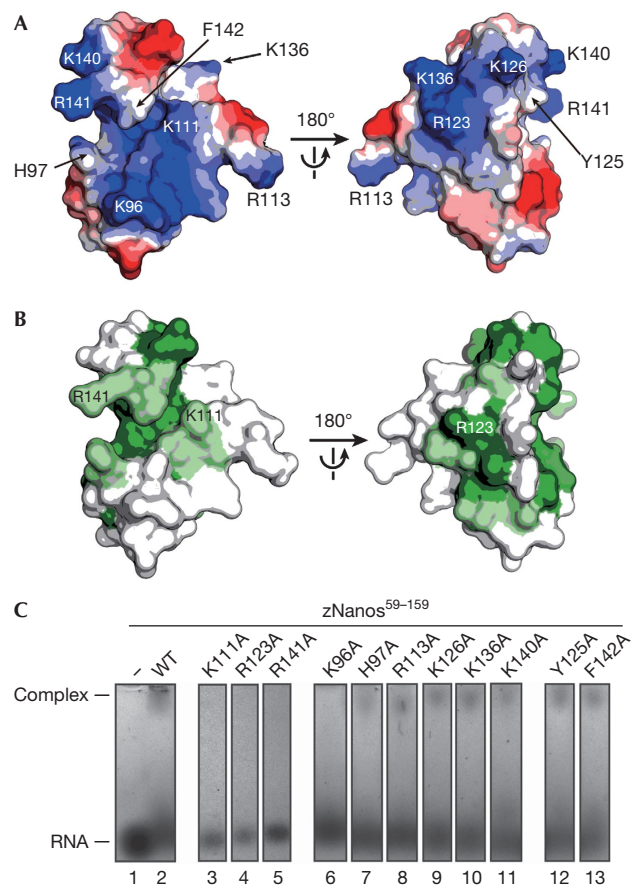 A
F142
K136
K140
R141
K111
H97
K96
R113
180°
K136
K126
K140
R123
R141
Y125
R113
B
R141
K111
180°
R123
C
zNanos59–159
– WT K111A R123A R141A K96A H97A R113A K126A K136A K140A Y125A F142A
Complex
RNA
1 2 3 4 5 6 7 8 9 10 11 12 13